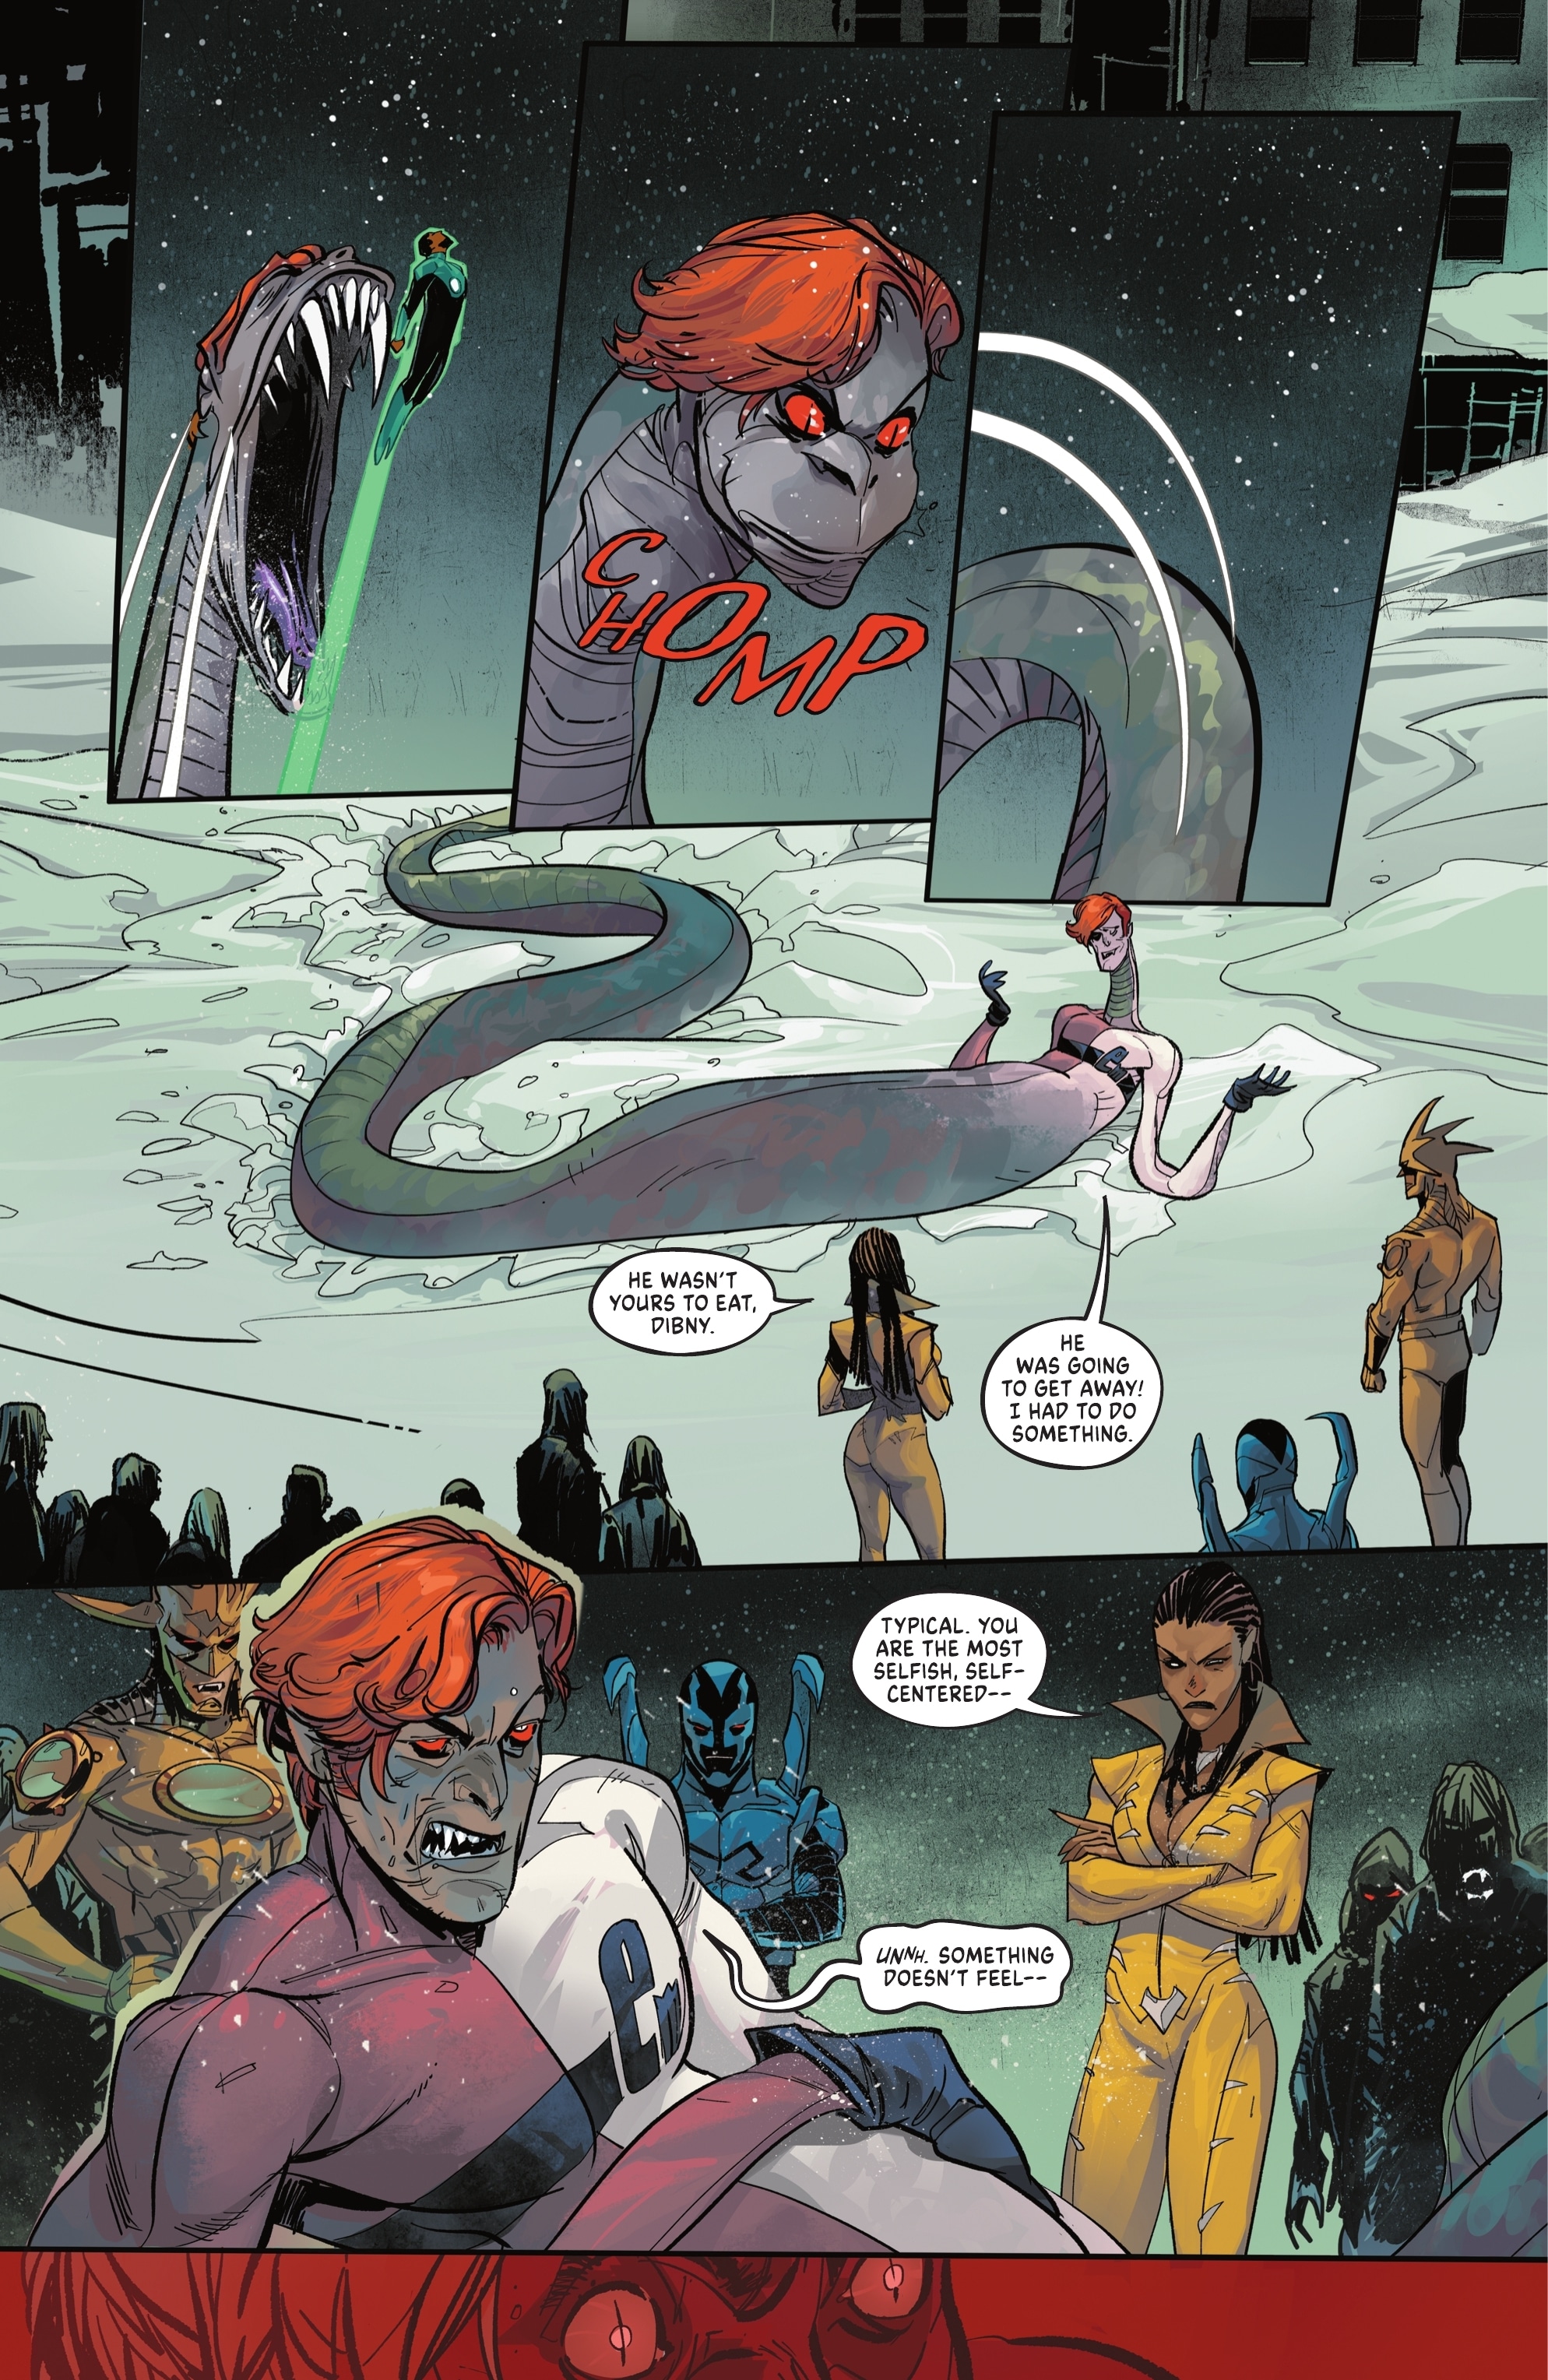 CHOMP
HE WASN'T
YOURS TO EAT,
DIBNY.
HE
WAS GOING
TO GET AWAY!
I HAD TO DO
SOMETHING.
TYPICAL. YOU
ARE THE MOST
SELFISH, SELF-
CENTERED--
UNNH. SOMETHING
DOESN'T FEEL--